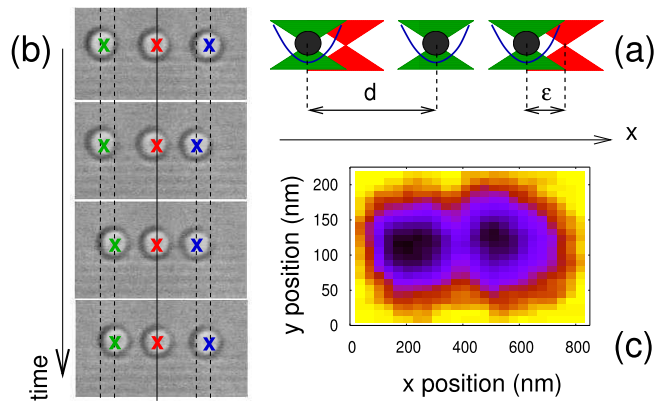 (b)
X X X
X X X
X X X
X X X
time
(a)
d
ε
x
y position (nm)
200
150
100
50
0
0 200 400 600 800
x position (nm)
(c)